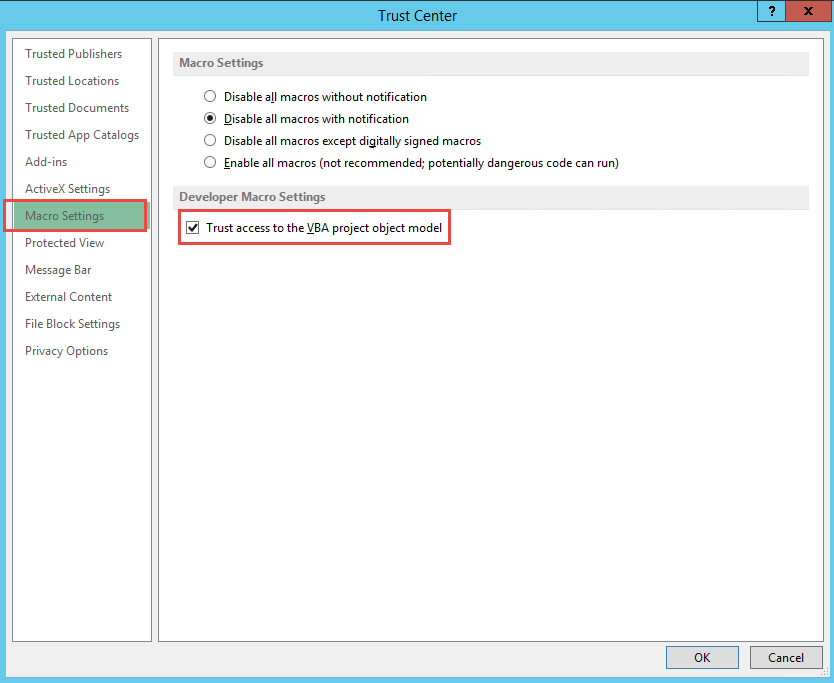 Trust Center
?
x
Trusted Publishers
Trusted Locations
Trusted Documents
Trusted App Catalogs
Add-ins
ActiveX Settings
Macro Settings
Protected View
Message Bar
External Content
File Block Settings
Privacy Options
Macro Settings
Disable all macros without notification
Disable all macros with notification
Disable all macros except digitally signed macros
Enable all macros (not recommended; potentially dangerous code can run)
Developer Macro Settings
Trust access to the VBA project object model
OK
Cancel